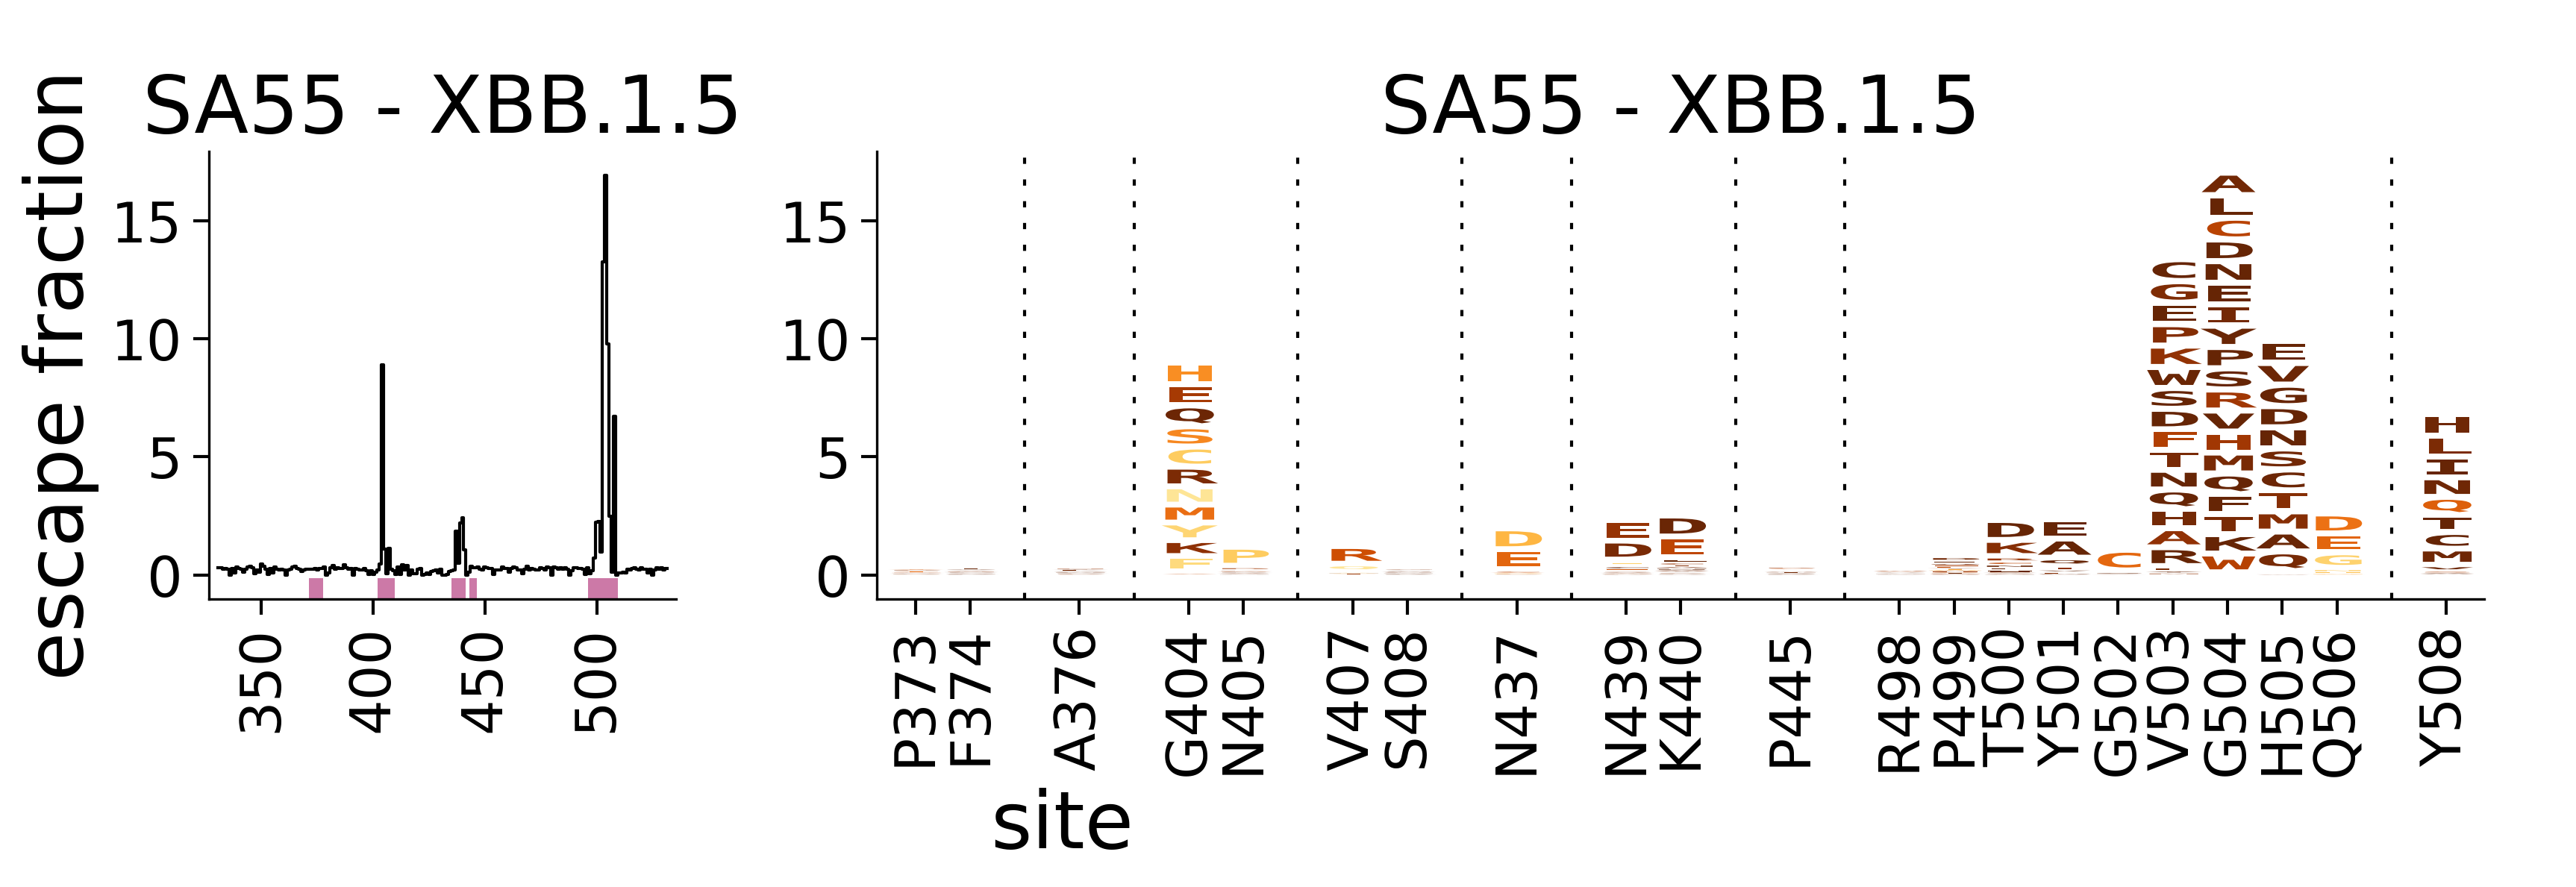 SA55 - XBB.1.5
escape fraction
15
10
5
0
350
400
450
500
SA55 - XBB.1.5
15
10
5
0
H
E
Q
S
C
R
N
M
Y
K
F
P
R
D
E
E
D
D
E
D
K
E
A
C
C
G
E
P
K
W
S
D
F
T
N
Q
H
A
R
A
L
C
D
N
E
I
Y
P
S
R
V
H
M
Q
F
T
K
W
E
V
G
D
N
S
C
T
M
A
Q
D
E
G
H
L
I
N
Q
T
C
M
P373
F374
A376
G404
N405
V407
S408
N437
N439
K440
P445
R498
P499
T500
Y501
G502
V503
G504
H505
Q506
Y508
site